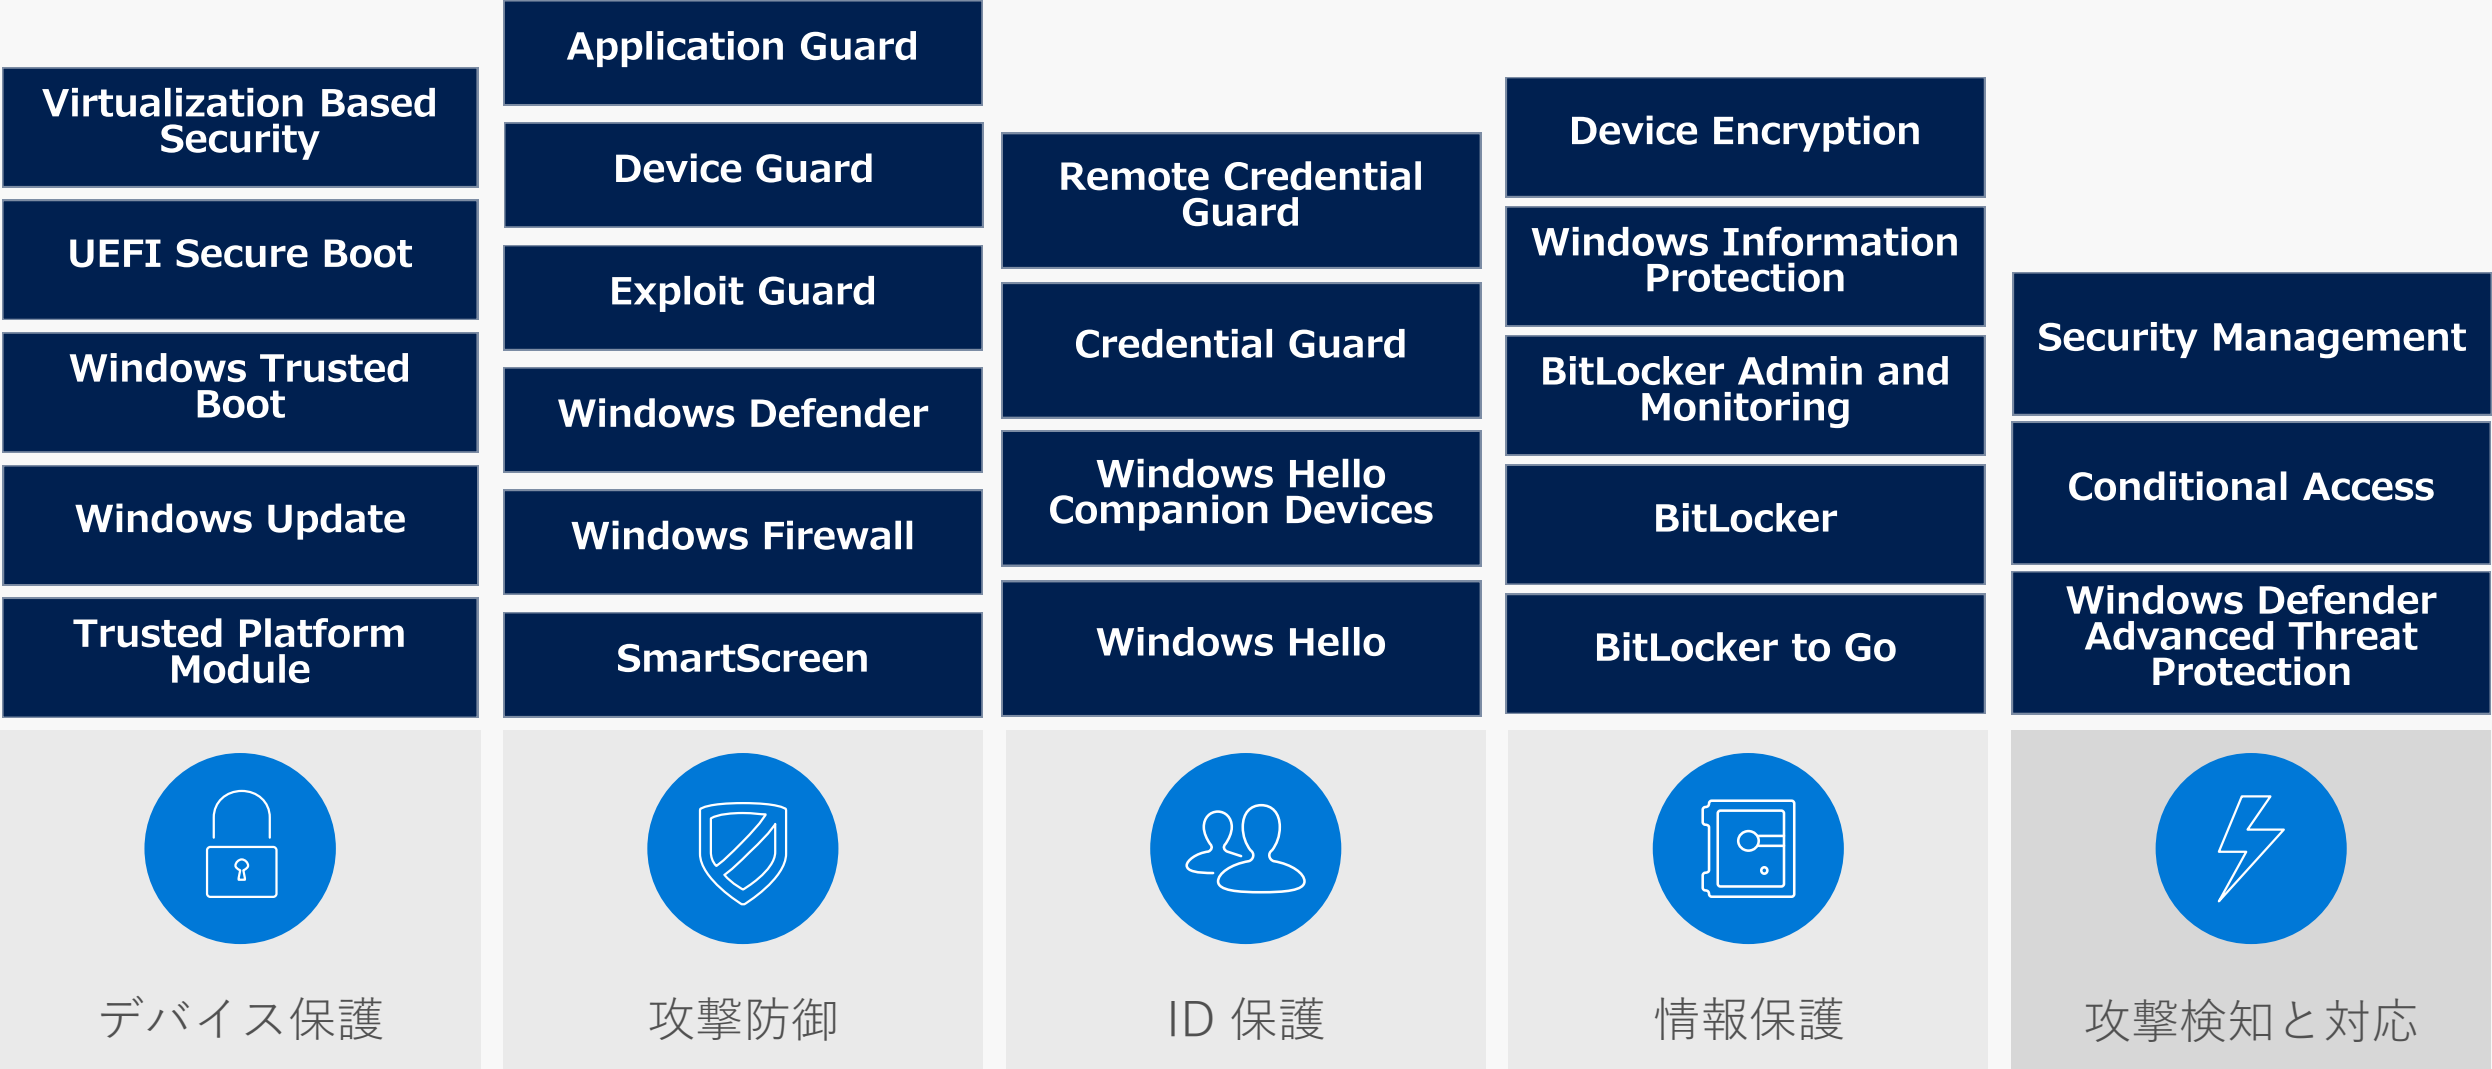 Virtualization Based
Security
UEFI Secure Boot
Windows Trusted
Boot
Windows Update
Trusted Platform
Module
デバイス保護
Application Guard
Device Guard
Exploit Guard
Windows Defender
Windows Firewall
SmartScreen
攻撃防御
Remote Credential
Guard
Credential Guard
Windows Hello
Companion Devices
Windows Hello
ID 保護
Device Encryption
Windows Information
Protection
BitLocker Admin and
Monitoring
BitLocker
BitLocker to Go
情報保護
Security Management
Conditional Access
Windows Defender
Advanced Threat
Protection
攻撃検知と対応